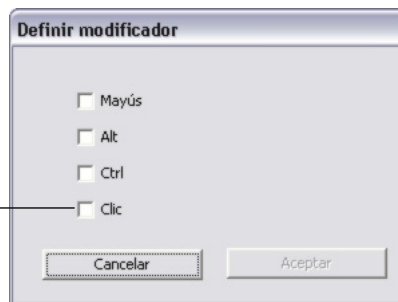 Definir modificador
Mayús
Alt
Ctrl
Clic
Cancelar Aceptar